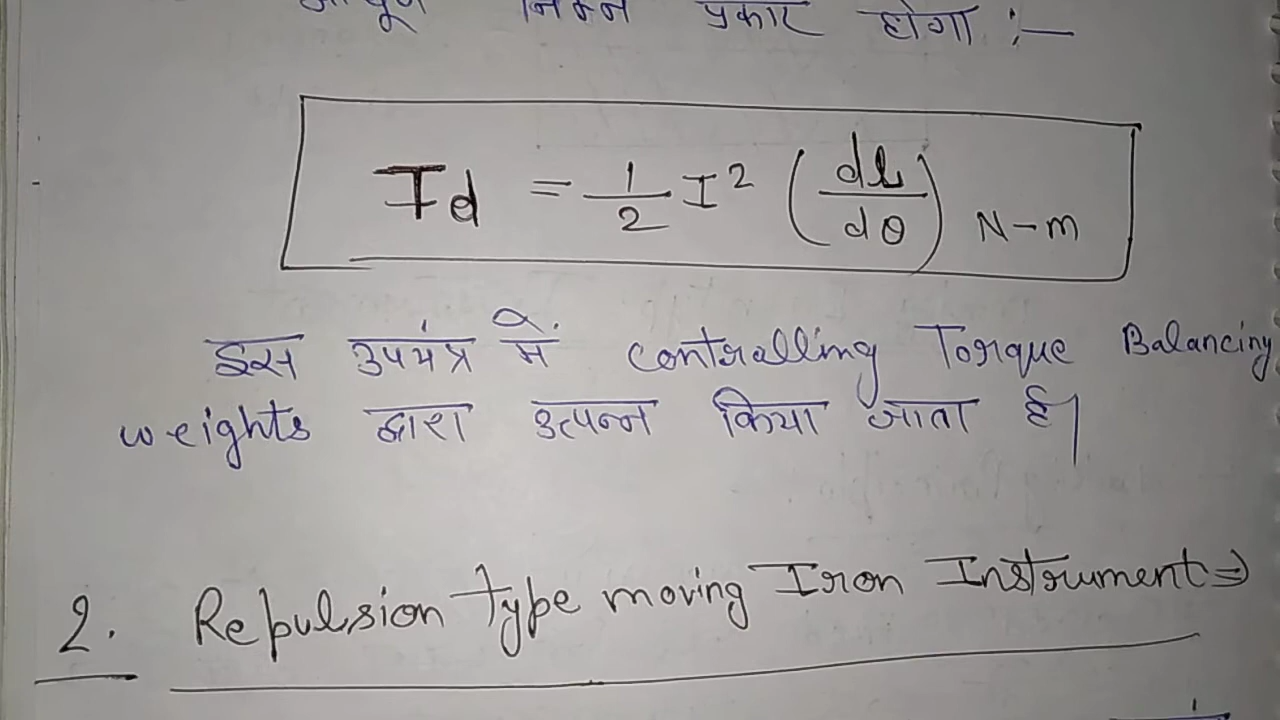 निम्न प्रकार होगा :—
Td = 1/2 I² (dL/dθ) N-m
इस उपयंत्र में controlling Torque Balancing
weights द्वारा उत्पन्न किया जाता है।
2. Repulsion type moving Iron Instrument ⇒